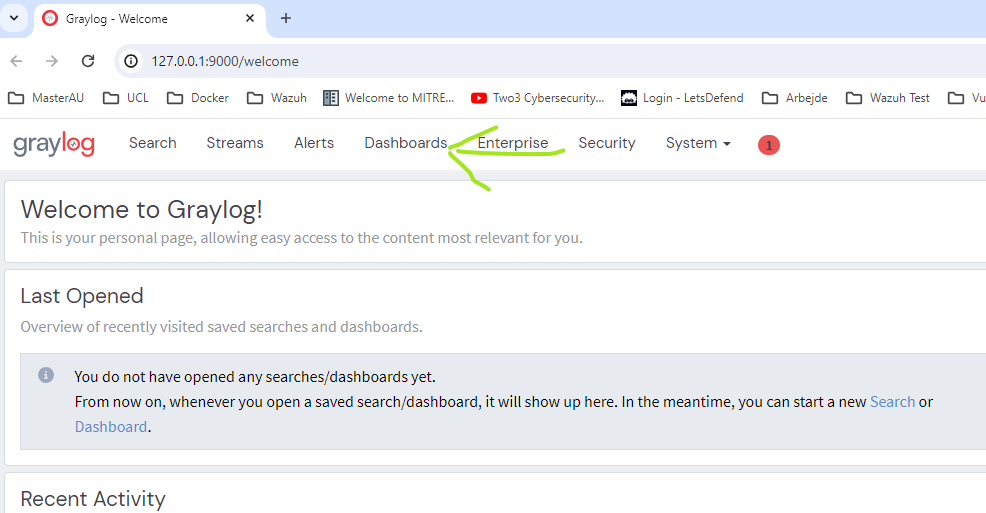 Graylog - Welcome
127.0.0.1:9000/welcome
MasterAU UCL Docker Wazuh Welcome to MITRE... Two3 Cybersecurity... Login - LetsDefend Arbejde Wazuh Test Vu
graylog Search Streams Alerts Dashboards Enterprise Security System 1
Welcome to Graylog!
This is your personal page, allowing easy access to the content most relevant for you.
Last Opened
Overview of recently visited saved searches and dashboards.
You do not have opened any searches/dashboards yet.
From now on, whenever you open a saved search/dashboard, it will show up here. In the meantime, you can start a new Search or
Dashboard.
Recent Activity